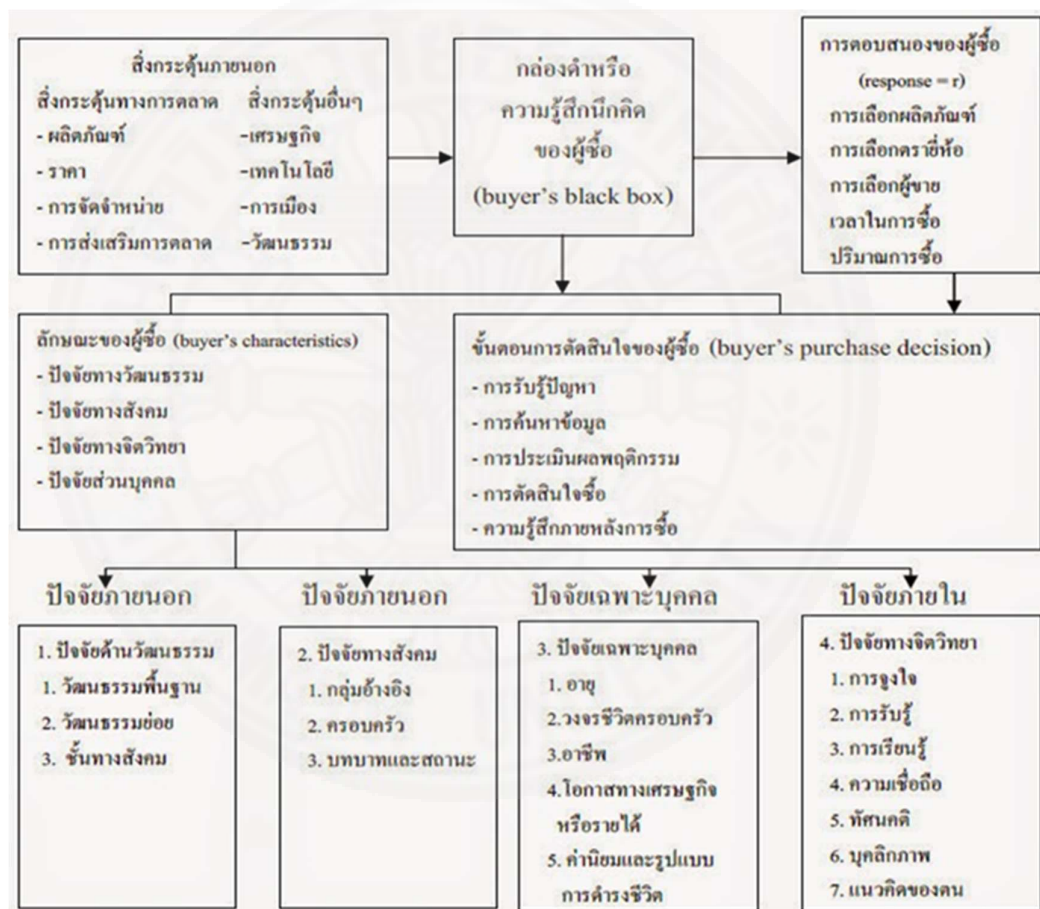 สิ่งกระตุ้นภายนอก
สิ่งกระตุ้นทางการตลาด
- ผลิตภัณฑ์
- ราคา
- การจัดจำหน่าย
- การส่งเสริมการตลาด
สิ่งกระตุ้นอื่นๆ
-เศรษฐกิจ
-เทคโนโลยี
-การเมือง
-วัฒนธรรม
กล่องดำหรือ
ความรู้สึกนึกคิด
ของผู้ซื้อ
(buyer's black box)
การตอบสนองของผู้ซื้อ
(response = r)
การเลือกผลิตภัณฑ์
การเลือกตรายี่ห้อ
การเลือกผู้ขาย
เวลาในการซื้อ
ปริมาณการซื้อ
ลักษณะของผู้ซื้อ (buyer's characteristics)
- ปัจจัยทางวัฒนธรรม
- ปัจจัยทางสังคม
- ปัจจัยทางจิตวิทยา
- ปัจจัยส่วนบุคคล
ขั้นตอนการตัดสินใจของผู้ซื้อ (buyer's purchase decision)
- การรับรู้ปัญหา
- การค้นหาข้อมูล
- การประเมินผลพฤติกรรม
- การตัดสินใจซื้อ
- ความรู้สึกภายหลังการซื้อ
ปัจจัยภายนอก
1. ปัจจัยด้านวัฒนธรรม
1. วัฒนธรรมพื้นฐาน
2. วัฒนธรรมย่อย
3. ชั้นทางสังคม
ปัจจัยภายนอก
2. ปัจจัยทางสังคม
1. กลุ่มอ้างอิง
2. ครอบครัว
3. บทบาทและสถานะ
ปัจจัยเฉพาะบุคคล
3. ปัจจัยเฉพาะบุคคล
1. อายุ
2.วงจรชีวิตครอบครัว
3.อาชีพ
4.โอกาสทางเศรษฐกิจ
หรือรายได้
5. ค่านิยมและรูปแบบ
การดำรงชีวิต
ปัจจัยภายใน
4. ปัจจัยทางจิตวิทยา
1. การจูงใจ
2. การรับรู้
3. การเรียนรู้
4. ความเชื่อถือ
5. ทัศนคติ
6. บุคลิกภาพ
7. แนวคิดของตน